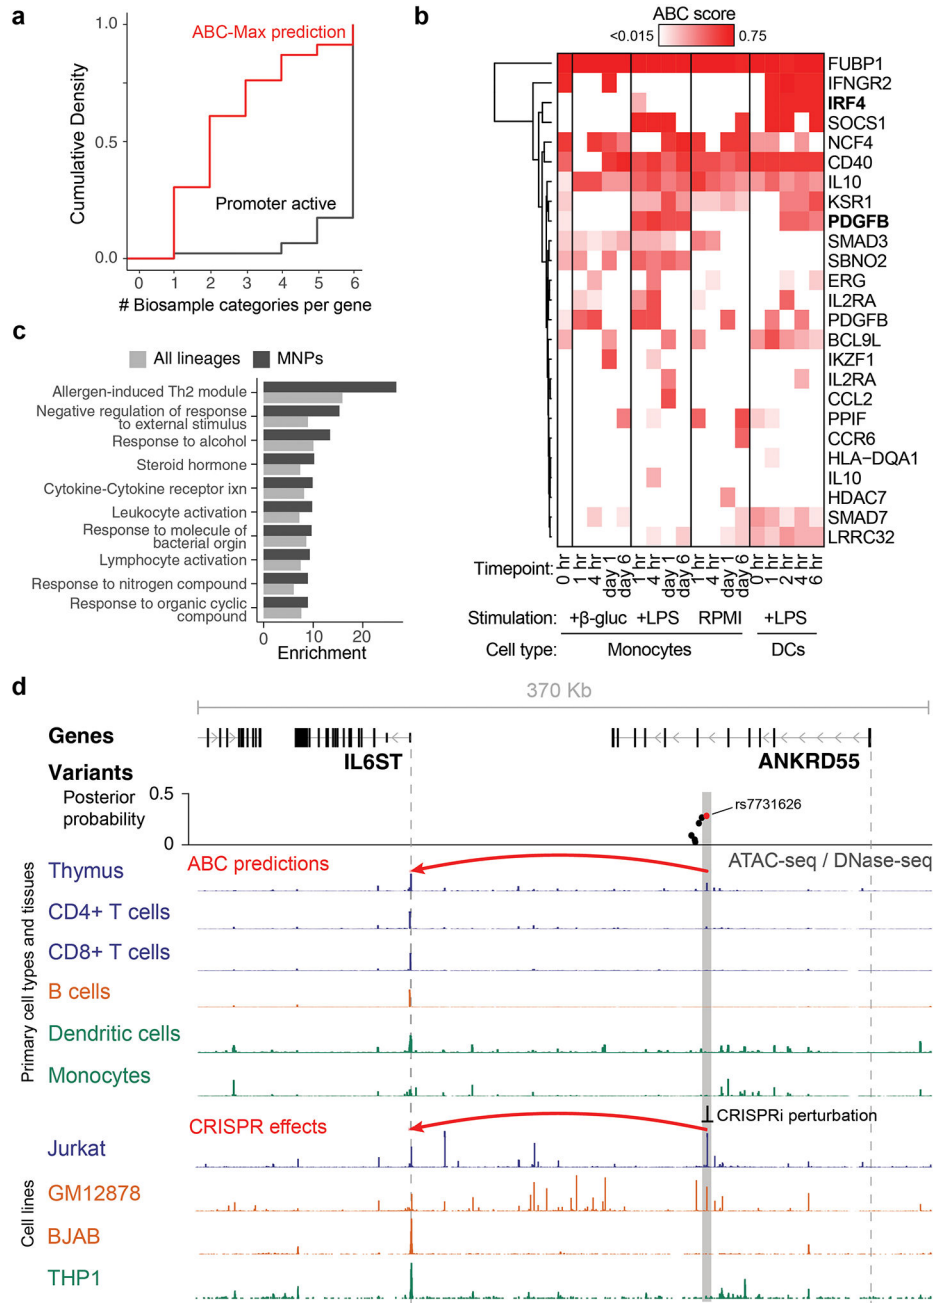 a
1.0
0.5
0.0
Cumulative Density
ABC-Max prediction
Promoter active
0 1 2 3 4 5 6
# Biosample categories per gene
b
ABC score
<0.015
0.75
FUBP1
IFNGR2
IRF4
SOCS1
NCF4
CD40
IL10
KSR1
PDGFB
SMAD3
SBNO2
ERG
IL2RA
PDGFB
BCL9L
IKZF1
IL2RA
CCL2
PPIF
CCR6
HLA−DQA1
IL10
HDAC7
SMAD7
LRRC32
Timepoint:
0 hr
1 hr
4 hr
day 1
day 6
1 hr
4 hr
day 1
day 6
1 hr
4 hr
day 1
day 6
0 hr
1 hr
2 hr
4 hr
6 hr
Stimulation: +β-gluc +LPS RPMI +LPS
Cell type: Monocytes DCs
c
All lineages MNPs
Allergen-induced Th2 module
Negative regulation of response
to external stimulus
Response to alcohol
Steroid hormone
Cytokine-Cytokine receptor ixn
Leukocyte activation
Response to molecule of
bacterial orgin
Lymphocyte activation
Response to nitrogen compound
Response to organic cyclic
compound
0 10 20
Enrichment
d
370 Kb
Genes
IL6ST
ANKRD55
Variants
Posterior
probability
0.5
0
rs7731626
ABC predictions
ATAC-seq / DNase-seq
Primary cell types and tissues
Thymus
CD4+ T cells
CD8+ T cells
B cells
Dendritic cells
Monocytes
CRISPRi perturbation
CRISPR effects
Cell lines
Jurkat
GM12878
BJAB
THP1